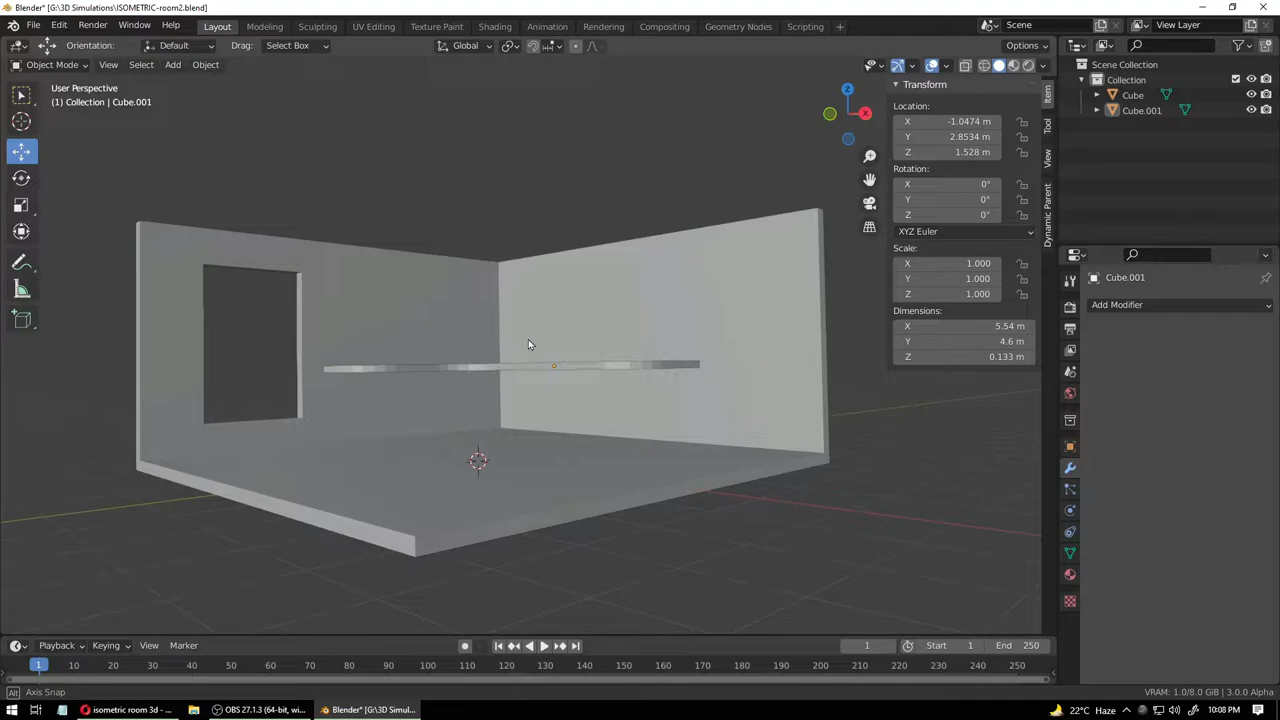 Blender* [G:\3D Simulations\ISOMETRIC-room2.blend]
File Edit Render Window Help
Layout Modeling Sculpting UV Editing Texture Paint Shading Animation Rendering Compositing Geometry Nodes Scripting +
Scene View Layer
Orientation: Default Drag: Select Box Global Options
Object Mode View Select Add Object
User Perspective
(1) Collection | Cube.001
X
Z
Transform
Location:
X -1.0474 m
Y 2.8534 m
Z 1.528 m
Rotation:
X 0°
Y 0°
Z 0°
XYZ Euler
Scale:
X 1.000
Y 1.000
Z 1.000
Dimensions:
X 5.54 m
Y 4.6 m
Z 0.133 m
Item
Tool
View
Dynamic Parent
Scene Collection
Collection
Cube
Cube.001
Cube.001
Add Modifier
Playback Keying View Marker 1 Start 1 End 250
1 10 20 30 40 50 60 70 80 90 100 110 120 130 140 150 160 170 180 190 200 210 220 230 240 250
Alt Axis Snap VRAM: 1.0/8.0 GiB | 3.0.0 Alpha
isometric room 3d - ... OBS 27.1.3 (64-bit, wi... Blender* [G:\3D Simul... 22°C Haze ENG 10:08 PM